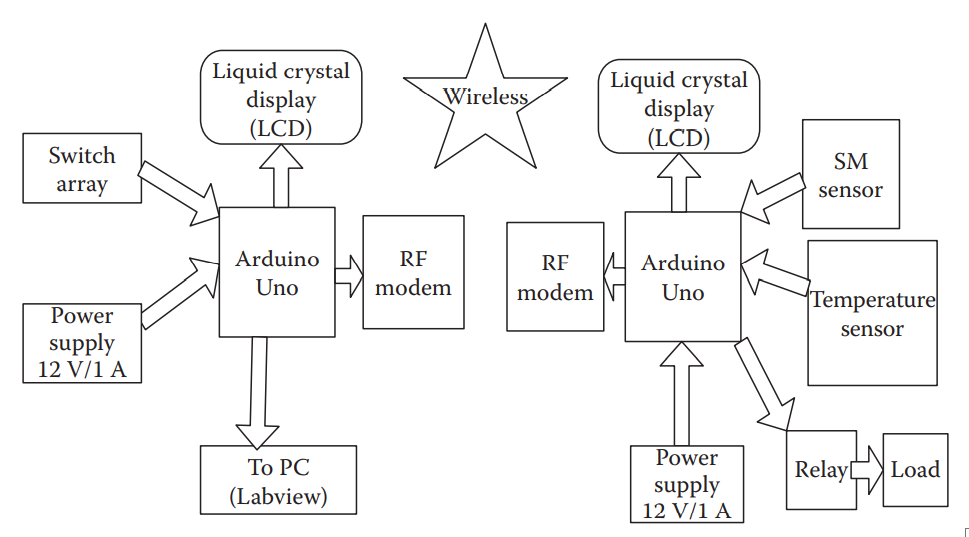 Liquid crystal
display
(LCD)
Wireless
Liquid crystal
display
(LCD)
Switch
array
SM
sensor
Arduino
Uno
RF
modem
RF
modem
Arduino
Uno
Temperature
sensor
Power
supply
12 V/1 A
To PC
(Labview)
Power
supply
12 V/1 A
Relay
Load